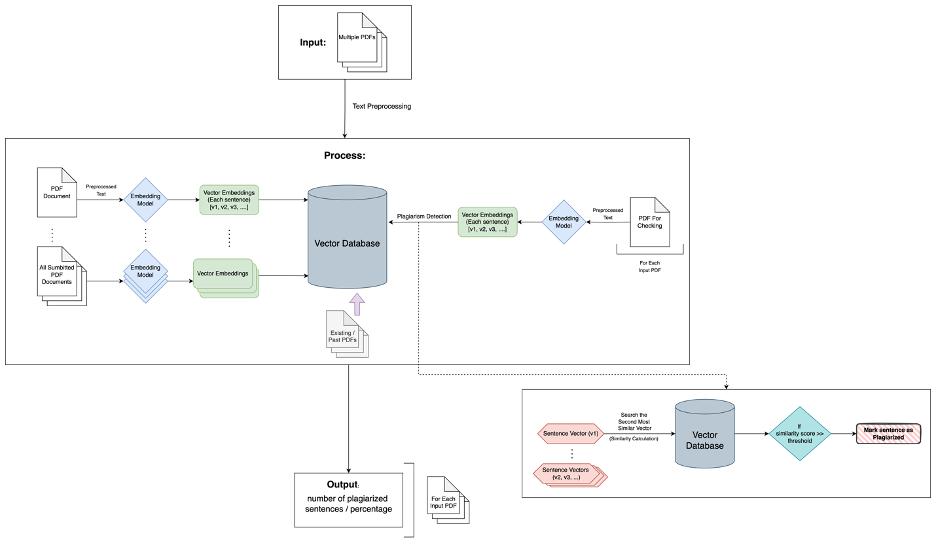 Input:
Multiple PDFs
Text Preprocessing
Process:
PDF
Document
Preprocessed
Text
Embedding
Model
Vector Embeddings
(Each sentence)
[v1, v2, v3, ....]
Vector Database
Plagiarism Detection
Vector Embeddings
(Each sentence)
[v1, v2, v3, ....]
Embedding
Model
Preprocessed
Text
PDF For
Checking
For Each
Input PDF
All Sumbitted
PDF
Documents
Embedding
Model
Vector Embeddings
Existing /
Past PDFs
Sentence Vector (v1)
Search the
Second Most
Similar Vector
(Similarity Calculation)
Vector
Database
If
similarity score >>
threshold
Mark sentence as
Plagiarized
Sentence Vectors
(v2, v3, ...)
Output:
number of plagiarized
sentences / percentage
For Each
Input PDF